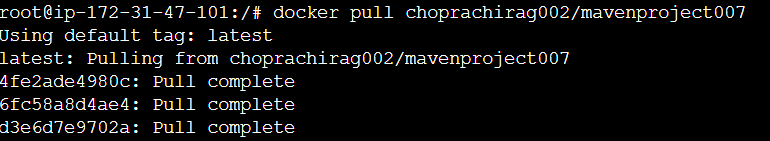 root@ip-172-31-47-101:/# docker pull choprachirag002/mavenproject007
Using default tag: latest
latest: Pulling from choprachirag002/mavenproject007
4fe2ade4980c: Pull complete
6fc58a8d4ae4: Pull complete
d3e6d7e9702a: Pull complete